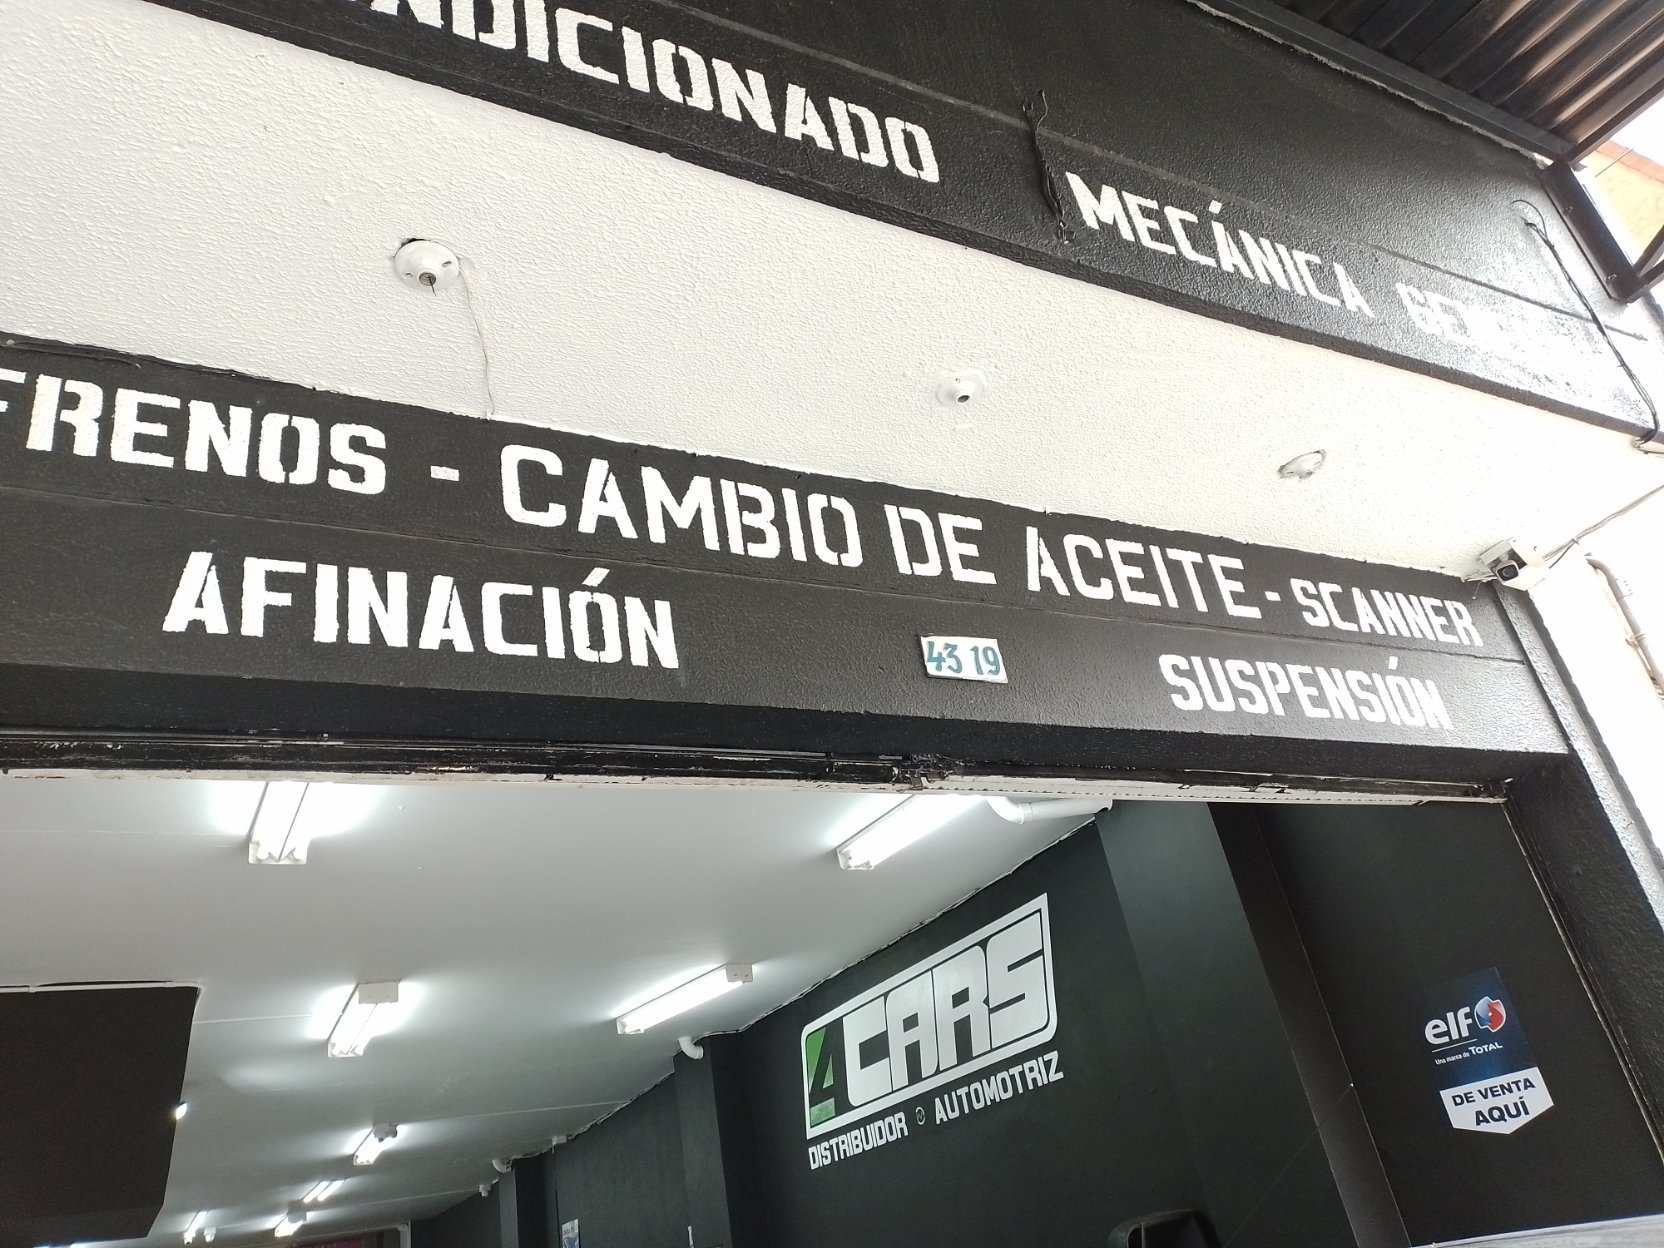 MECÁNICA
FRENOS - CAMBIO DE ACEITE - SCANNER
AFINACIÓN
43 19
SUSPENSIÓN
4CARS
DISTRIBUIDOR AUTOMOTRIZ
elf
Una marca de TOTAL
DE VENTA
AQUÍ